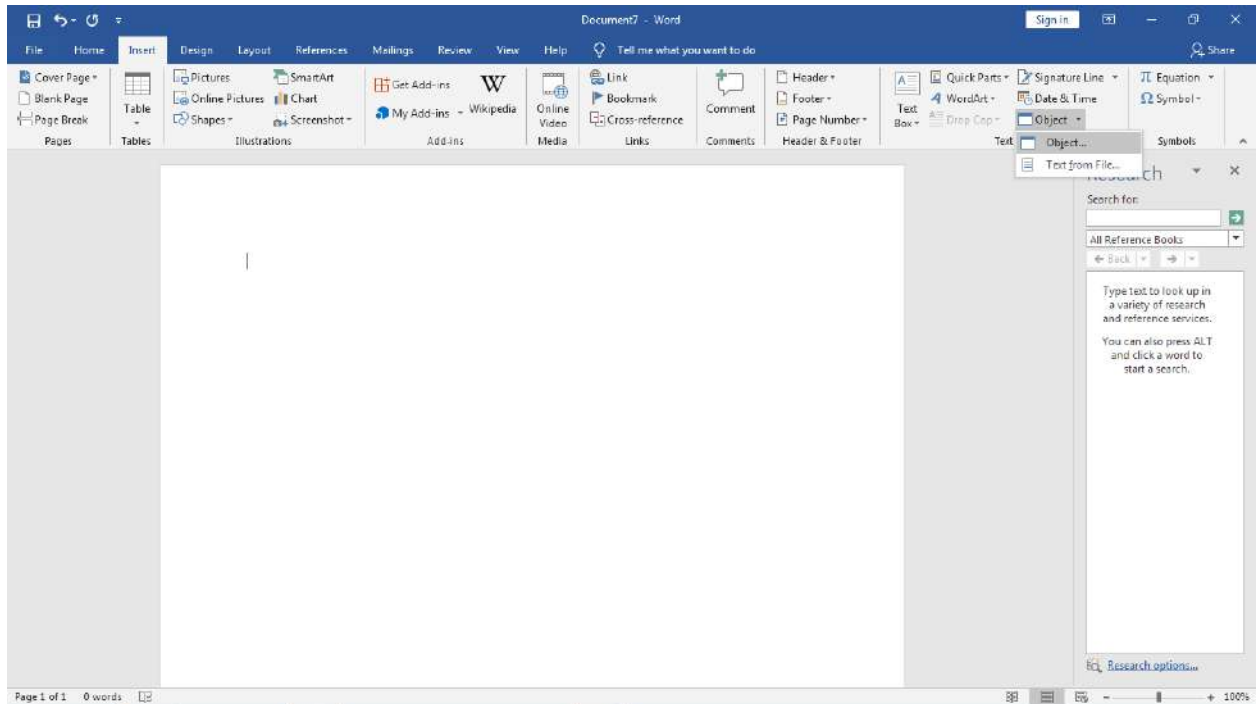 Document7 - Word
Sign in
File Home Insert Design Layout References Mailings Review View Help Tell me what you want to do
Share
Cover Page
Blank Page
Page Break
Pages
Table
Tables
Pictures
Online Pictures
Shapes
SmartArt
Chart
Screenshot
Illustrations
Get Add-ins
My Add-ins
Wikipedia
Add-ins
Online
Video
Media
Link
Bookmark
Cross-reference
Links
Comment
Comments
Header
Footer
Page Number
Header & Footer
Text
Box
Quick Parts
WordArt
Drop Cap
Signature Line
Date & Time
Object
Text
Equation
Symbol
Symbols
Object...
Text from File...
Search for:
All Reference Books
Back
Type text to look up in
a variety of research
and reference services.
You can also press ALT
and click a word to
start a search.
Research options...
Page 1 of 1 0 words
100%